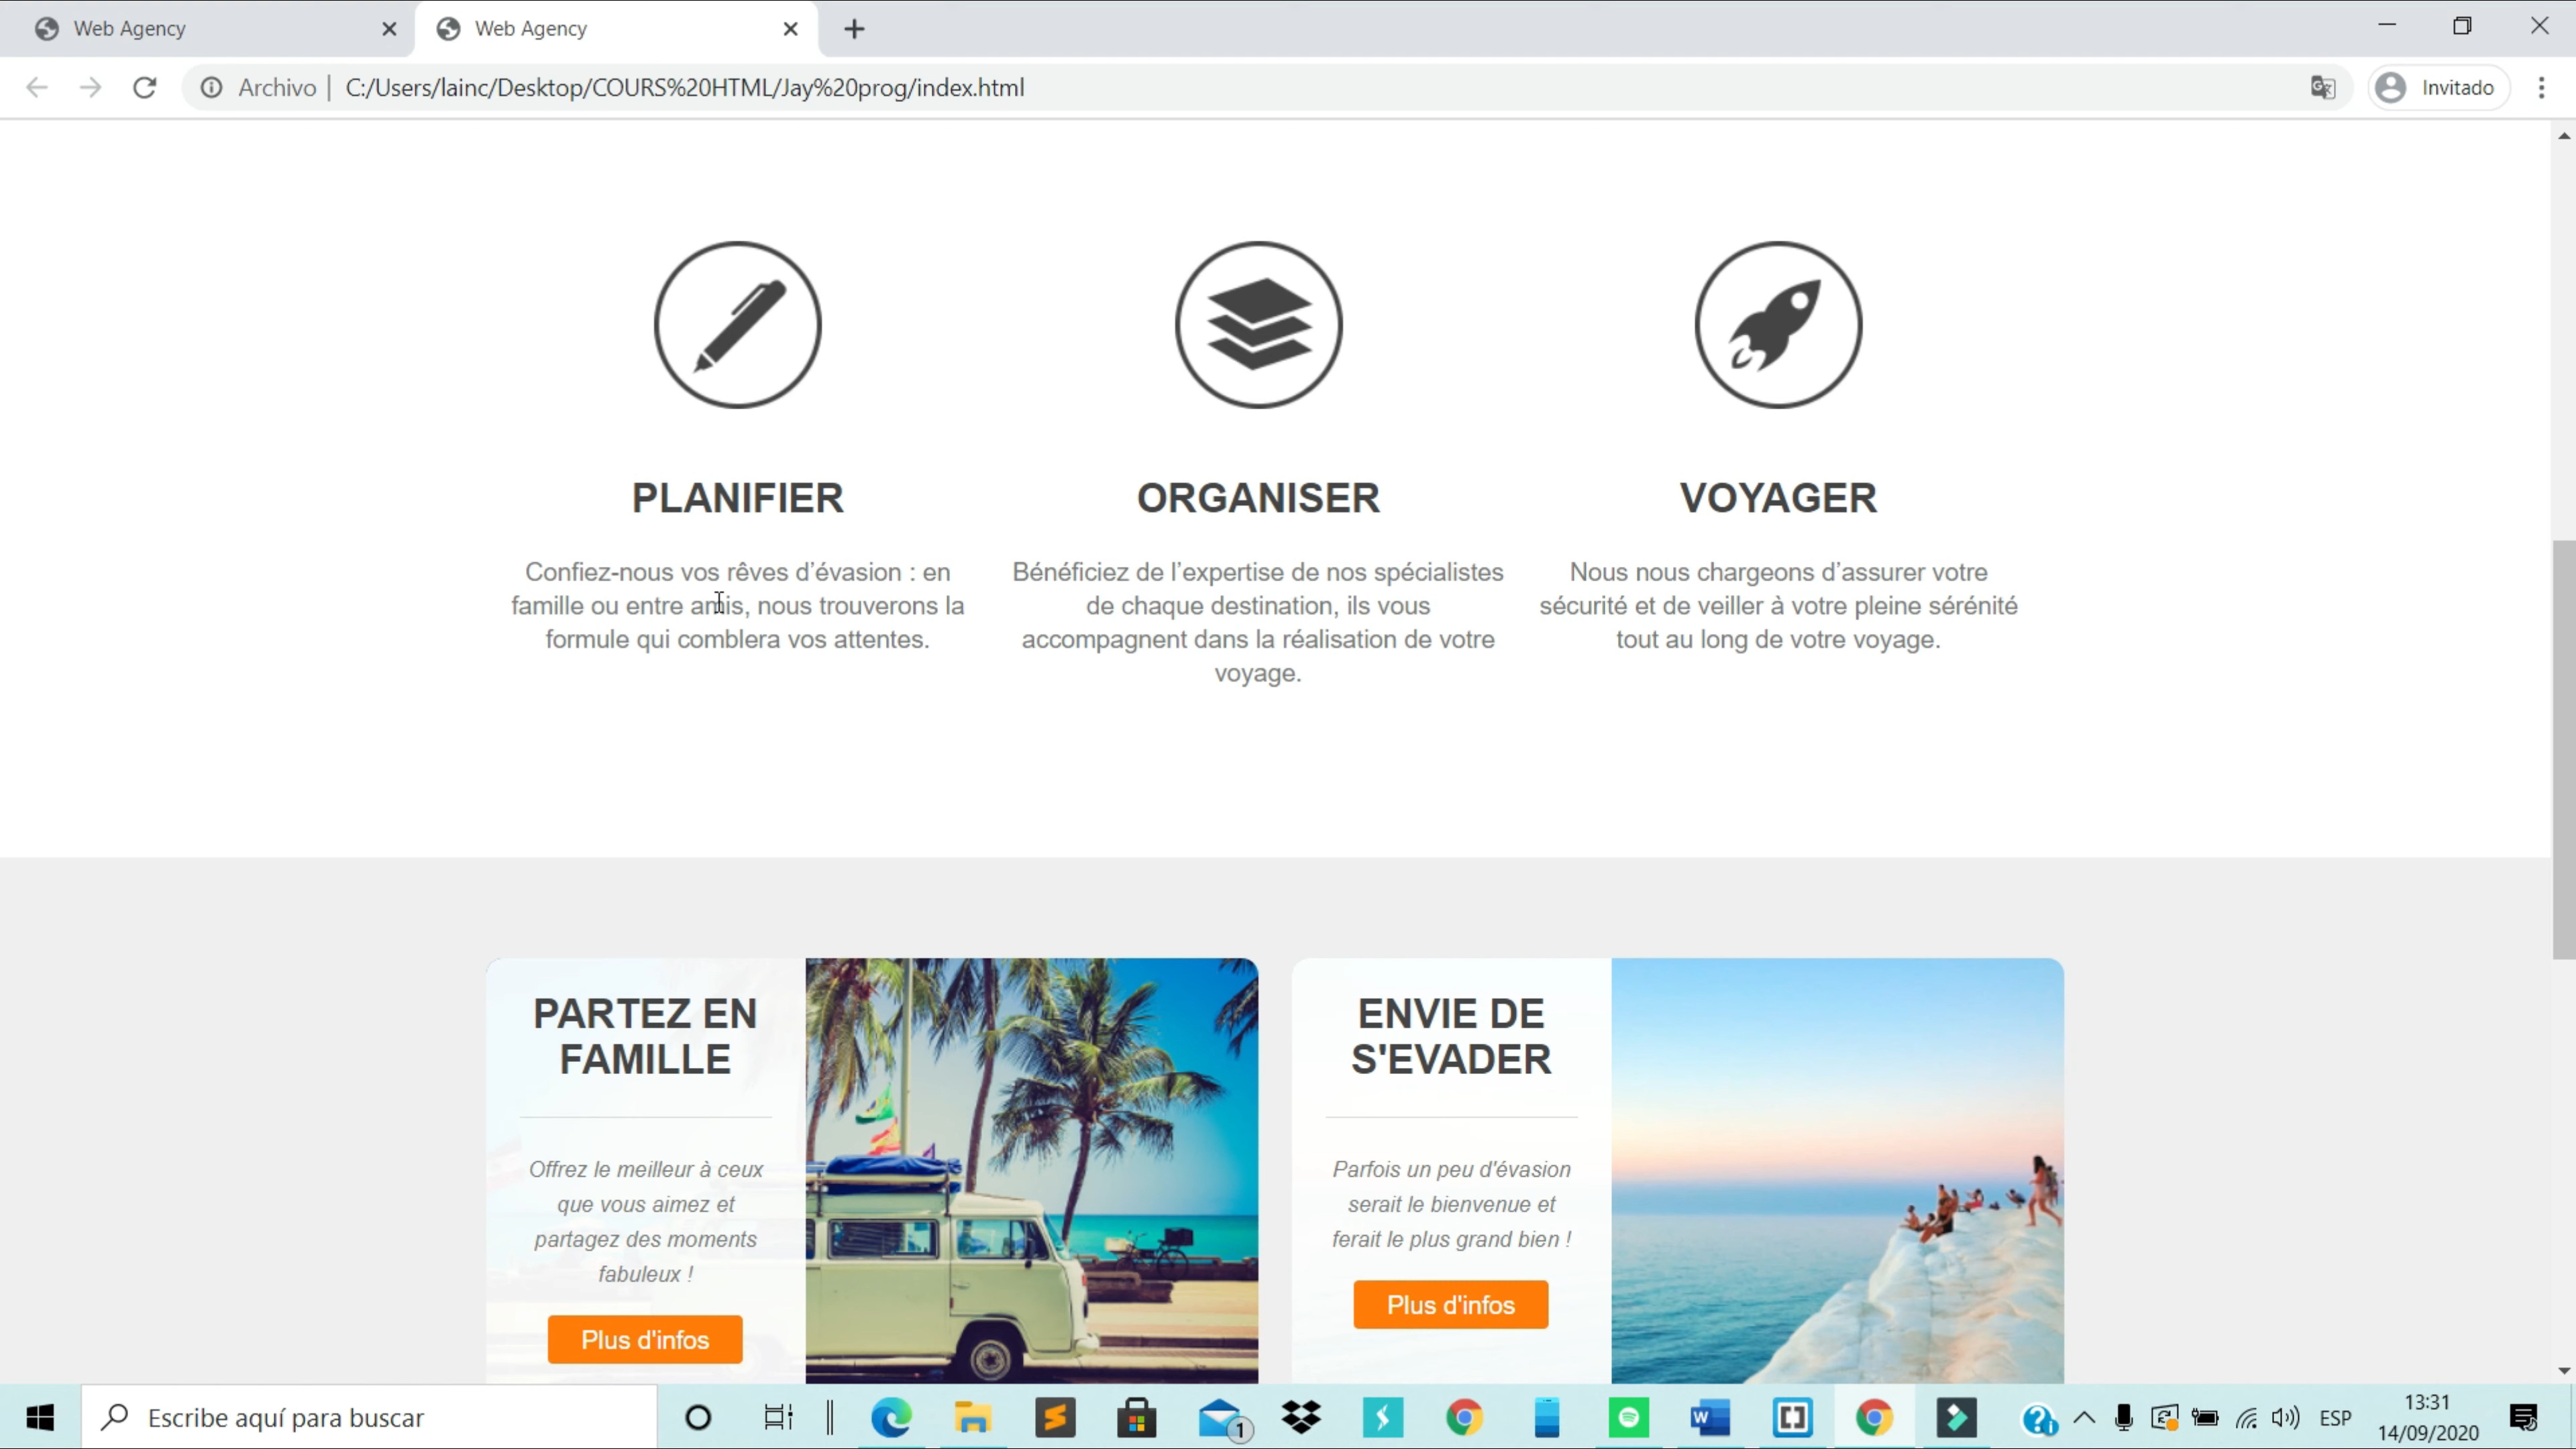 Web Agency
Web Agency
Archivo | C:/Users/lainc/Desktop/COURS%20HTML/Jay%20prog/index.html
Invitado
PLANIFIER
Confiez-nous vos rêves d’évasion : en
famille ou entre amis, nous trouverons la
formule qui comblera vos attentes.
ORGANISER
Bénéficiez de l’expertise de nos spécialistes
de chaque destination, ils vous
accompagnent dans la réalisation de votre
voyage.
VOYAGER
Nous nous chargeons d’assurer votre
sécurité et de veiller à votre pleine sérénité
tout au long de votre voyage.
PARTEZ EN
FAMILLE
Offrez le meilleur à ceux
que vous aimez et
partagez des moments
fabuleux !
Plus d'infos
ENVIE DE
S'EVADER
Parfois un peu d'évasion
serait le bienvenue et
ferait le plus grand bien !
Plus d'infos
Escribe aquí para buscar
1
W
ESP
13:31
14/09/2020